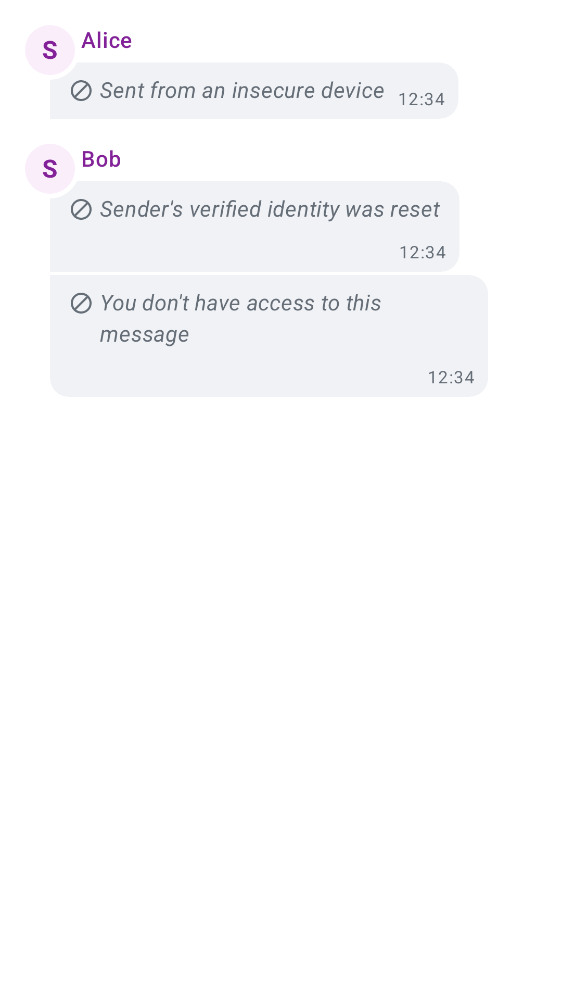 S
Alice
Sent from an insecure device 12:34
S
Bob
Sender's verified identity was reset
12:34
You don't have access to this
message
12:34